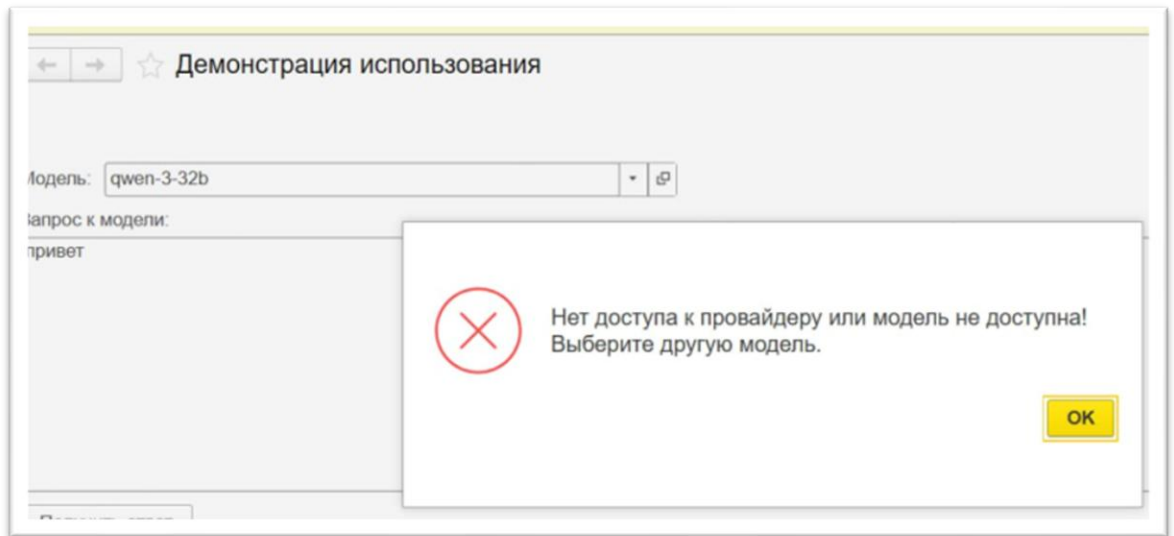 Демонстрация использования
Модель: qwen-3-32b
Запрос к модели:
привет
Нет доступа к провайдеру или модель не доступна!
Выберите другую модель.
OK